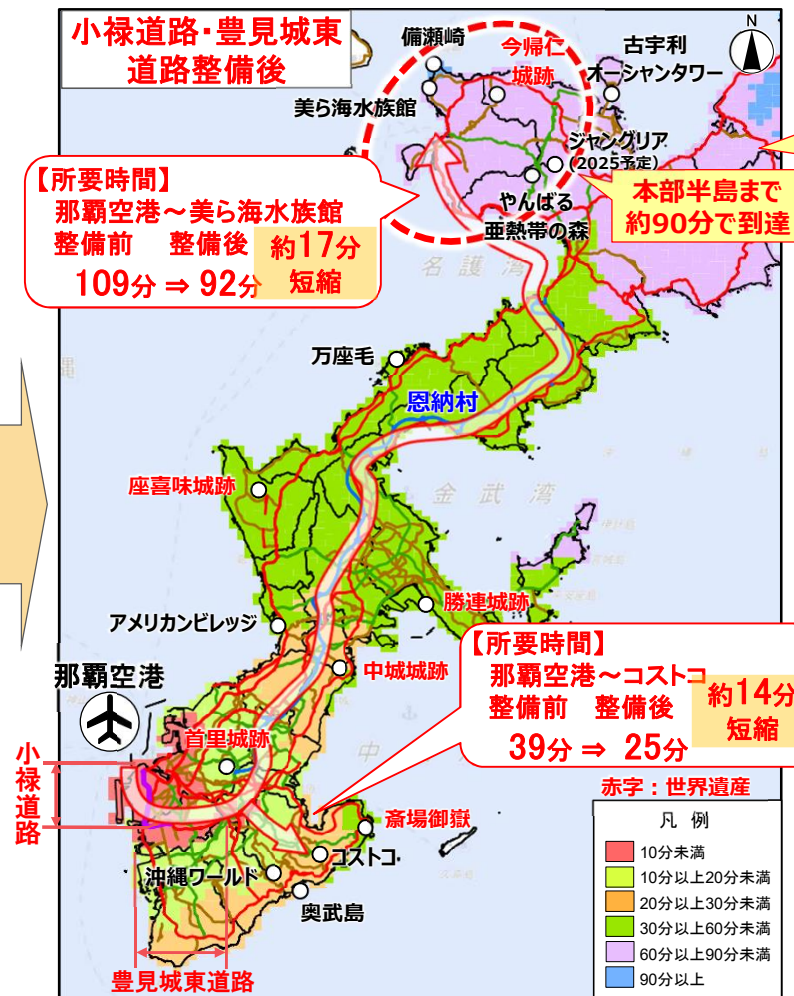 小禄道路・豊見城東
道路整備後
備瀬崎
今帰仁
城跡
古宇利
オーシャンタワー
N
美ら海水族館
ジャングリア
(2025予定)
やんばる
亜熱帯の森
本部半島まで
約90分で到達
【所要時間】
那覇空港～美ら海水族館
整備前 整備後
109分 ⇒ 92分
約17分
短縮
名護湾
万座毛
恩納村
座喜味城跡
金武湾
勝連城跡
アメリカンビレッジ
中城城跡
【所要時間】
那覇空港～コストコ
整備前 整備後
39分 ⇒ 25分
約14分
短縮
那覇空港
首里城跡
中
小禄道路
斎場御嶽
コストコ
沖縄ワールド
奥武島
豊見城東道路
赤字：世界遺産
凡 例
10分未満
10分以上20分未満
20分以上30分未満
30分以上60分未満
60分以上90分未満
90分以上